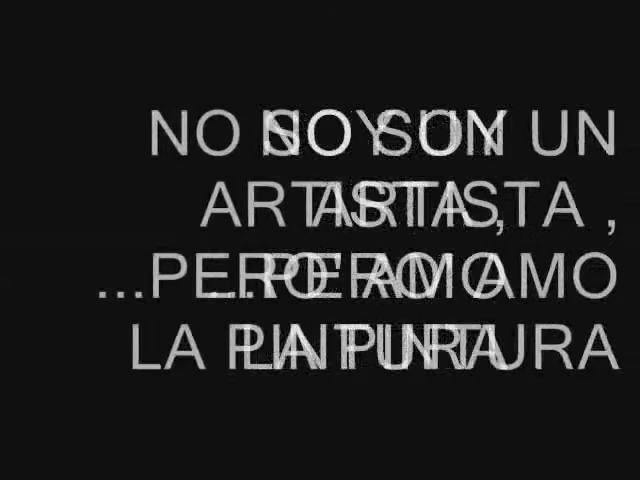 NO SOY UN
ARTISTA ,
...PERO' AMO
LA PINTURA